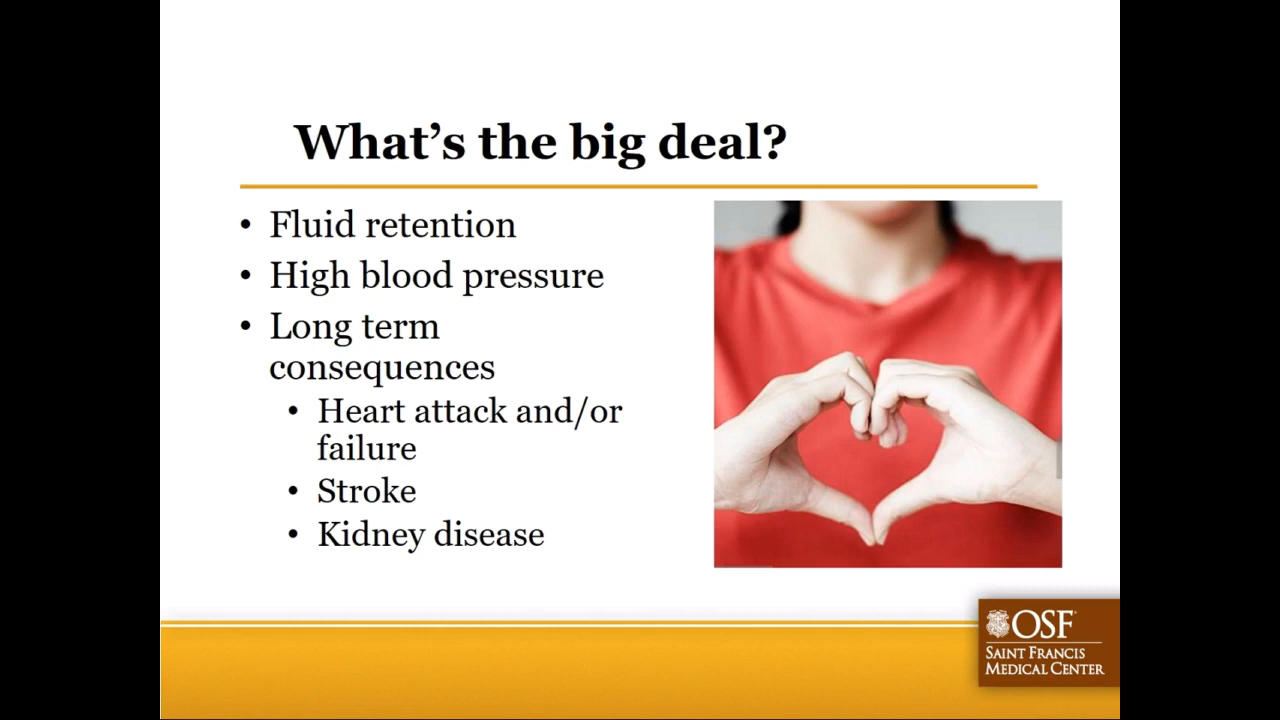 What's the big deal?
• Fluid retention
• High blood pressure
• Long term
consequences
• Heart attack and/or
failure
• Stroke
• Kidney disease
OSF
SAINT FRANCIS
MEDICAL CENTER